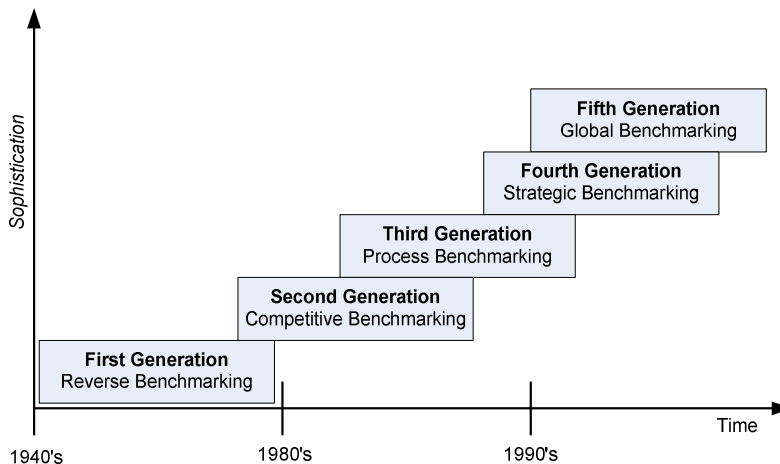 Sophistication
Fifth Generation
Global Benchmarking
Fourth Generation
Strategic Benchmarking
Third Generation
Process Benchmarking
Second Generation
Competitive Benchmarking
First Generation
Reverse Benchmarking
Time
1940's
1980's
1990's